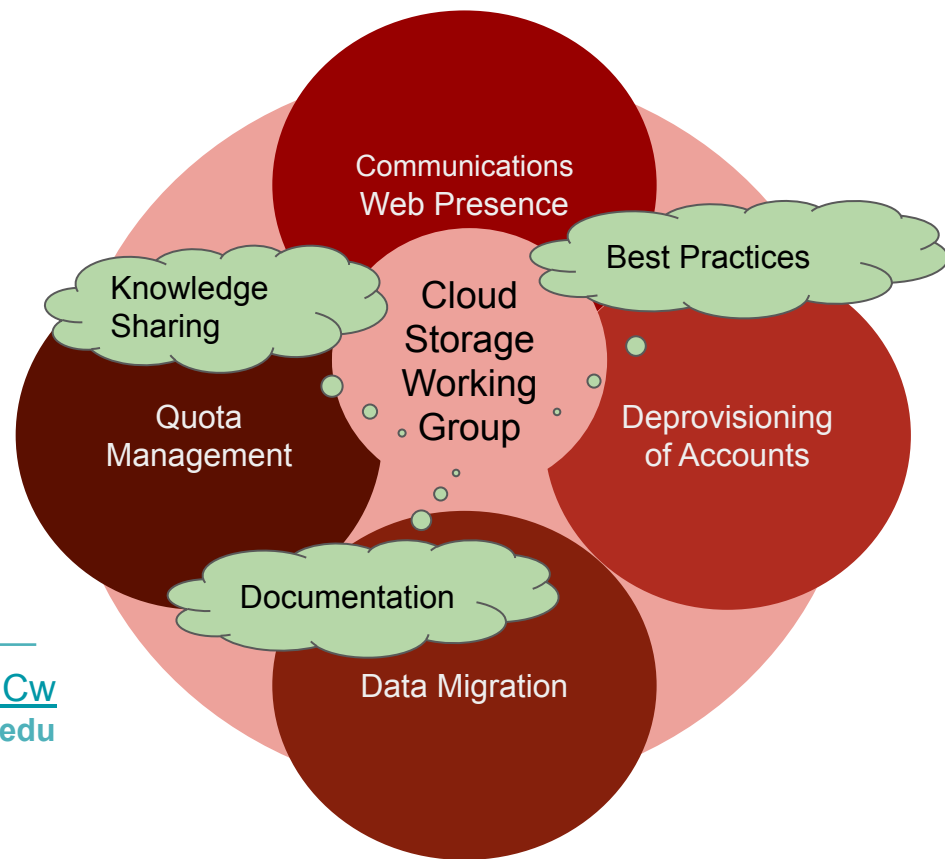 Communications
Web Presence
Best Practices
Knowledge
Sharing
Cloud
Storage
Working
Group
Quota
Management
Deprovisioning
of Accounts
Documentation
Data Migration
Cw
edu